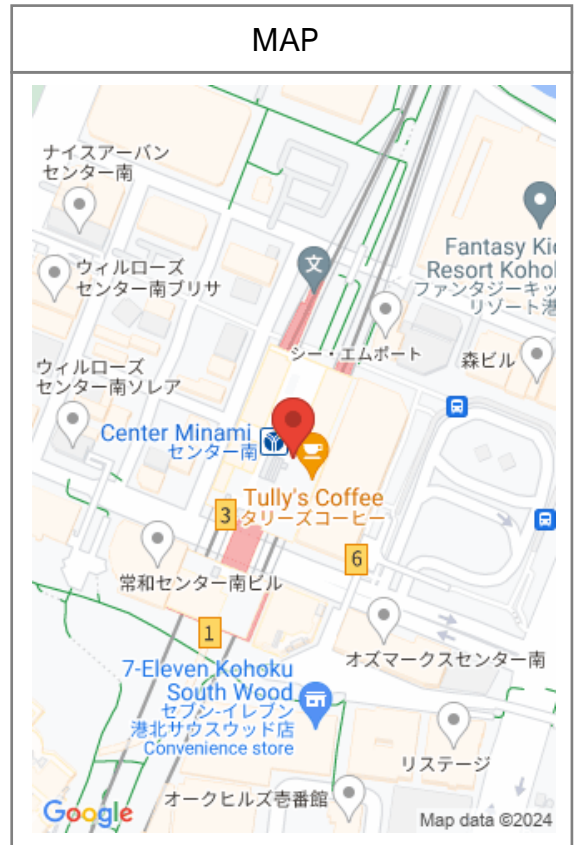 MAP
ナイスアーバン
センター南
ウィルローズ
センター南ブリサ
文
Fantasy Kid
Resort Kohol
ファンタジーキッ
リゾート港
シー・エムポート
森ビル
ウィルローズ
センター南ソレア
Center Minami
センター南
Tully's Coffee
タリーズコーヒー
3
6
常和センター南ビル
1
オズマークスセンター南
7-Eleven Kohoku
South Wood
セブン-イレブン
港北サウスウッド店
Convenience store
リステージ
オークヒルズ壱番館
Google
Map data ©2024